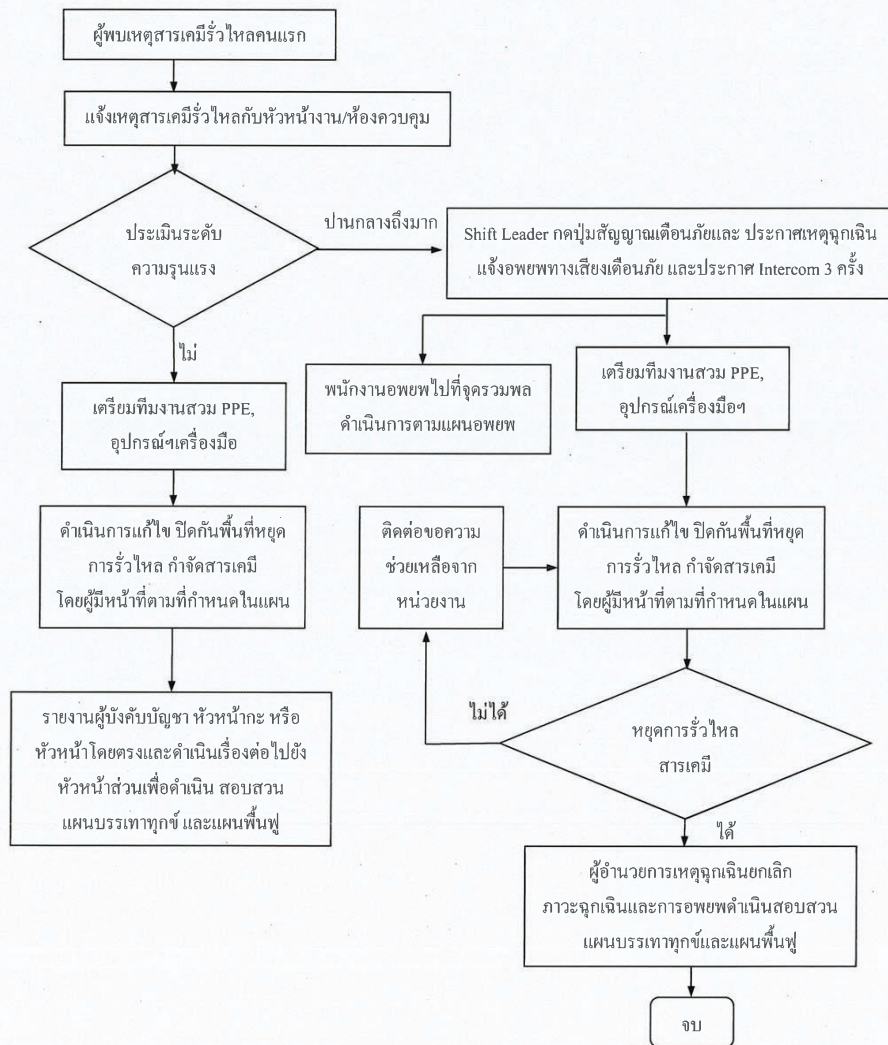 ผู้พบเหตุสารเคมีรั่วไหลคนแรก
แจ้งเหตุสารเคมีรั่วไหลกับหัวหน้างาน/ห้องควบคุม
ประเมินระดับ
ความรุนแรง
ปานกลางถึงมาก
Shift Leader กดปุ่มสัญญาณเตือนภัยและ ประกาศเหตุฉุกเฉิน
แจ้งอพยพทางเสียงเตือนภัย และประกาศ Intercom 3 ครั้ง
ไม่
เตรียมทีมงานสวม PPE,
อุปกรณ์ฯเครื่องมือ
พนักงานอพยพไปที่จุดรวมพล
ดำเนินการตามแผนอพยพ
เตรียมทีมงานสวม PPE,
อุปกรณ์เครื่องมือฯ
ดำเนินการแก้ไข ปิดกันพื้นที่หยุด
การรั่วไหล กำจัดสารเคมี
โดยผู้มีหน้าที่ตามที่กำหนดในแผน
ติดต่อขอความ
ช่วยเหลือจาก
หน่วยงาน
ดำเนินการแก้ไข ปิดกันพื้นที่หยุด
การรั่วไหล กำจัดสารเคมี
โดยผู้มีหน้าที่ตามที่กำหนดในแผน
รายงานผู้บังคับบัญชา หัวหน้ากะ หรือ
หัวหน้าโดยตรงและดำเนินเรื่องต่อไปยัง
หัวหน้าส่วนเพื่อดำเนิน สอบสวน
แผนบรรเทาทุกข์ และแผนพื้นฟู
ไม่ได้
หยุดการรั่วไหล
สารเคมี
ได้
ผู้อำนวยการเหตุฉุกเฉินยกเลิก
ภาวะฉุกเฉินและการอพยพดำเนินสอบสวน
แผนบรรเทาทุกข์และแผนพื้นฟู
จบ